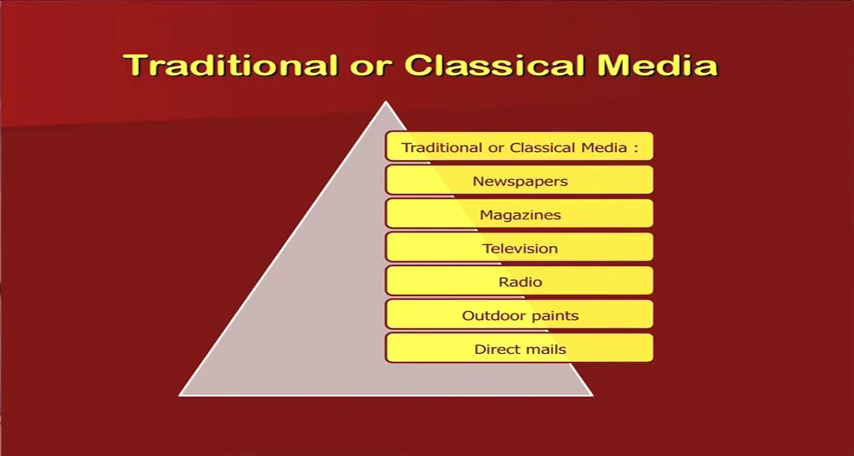 Traditional or Classical Media
Traditional or Classical Media :
Newspapers
Magazines
Television
Radio
Outdoor paints
Direct mails